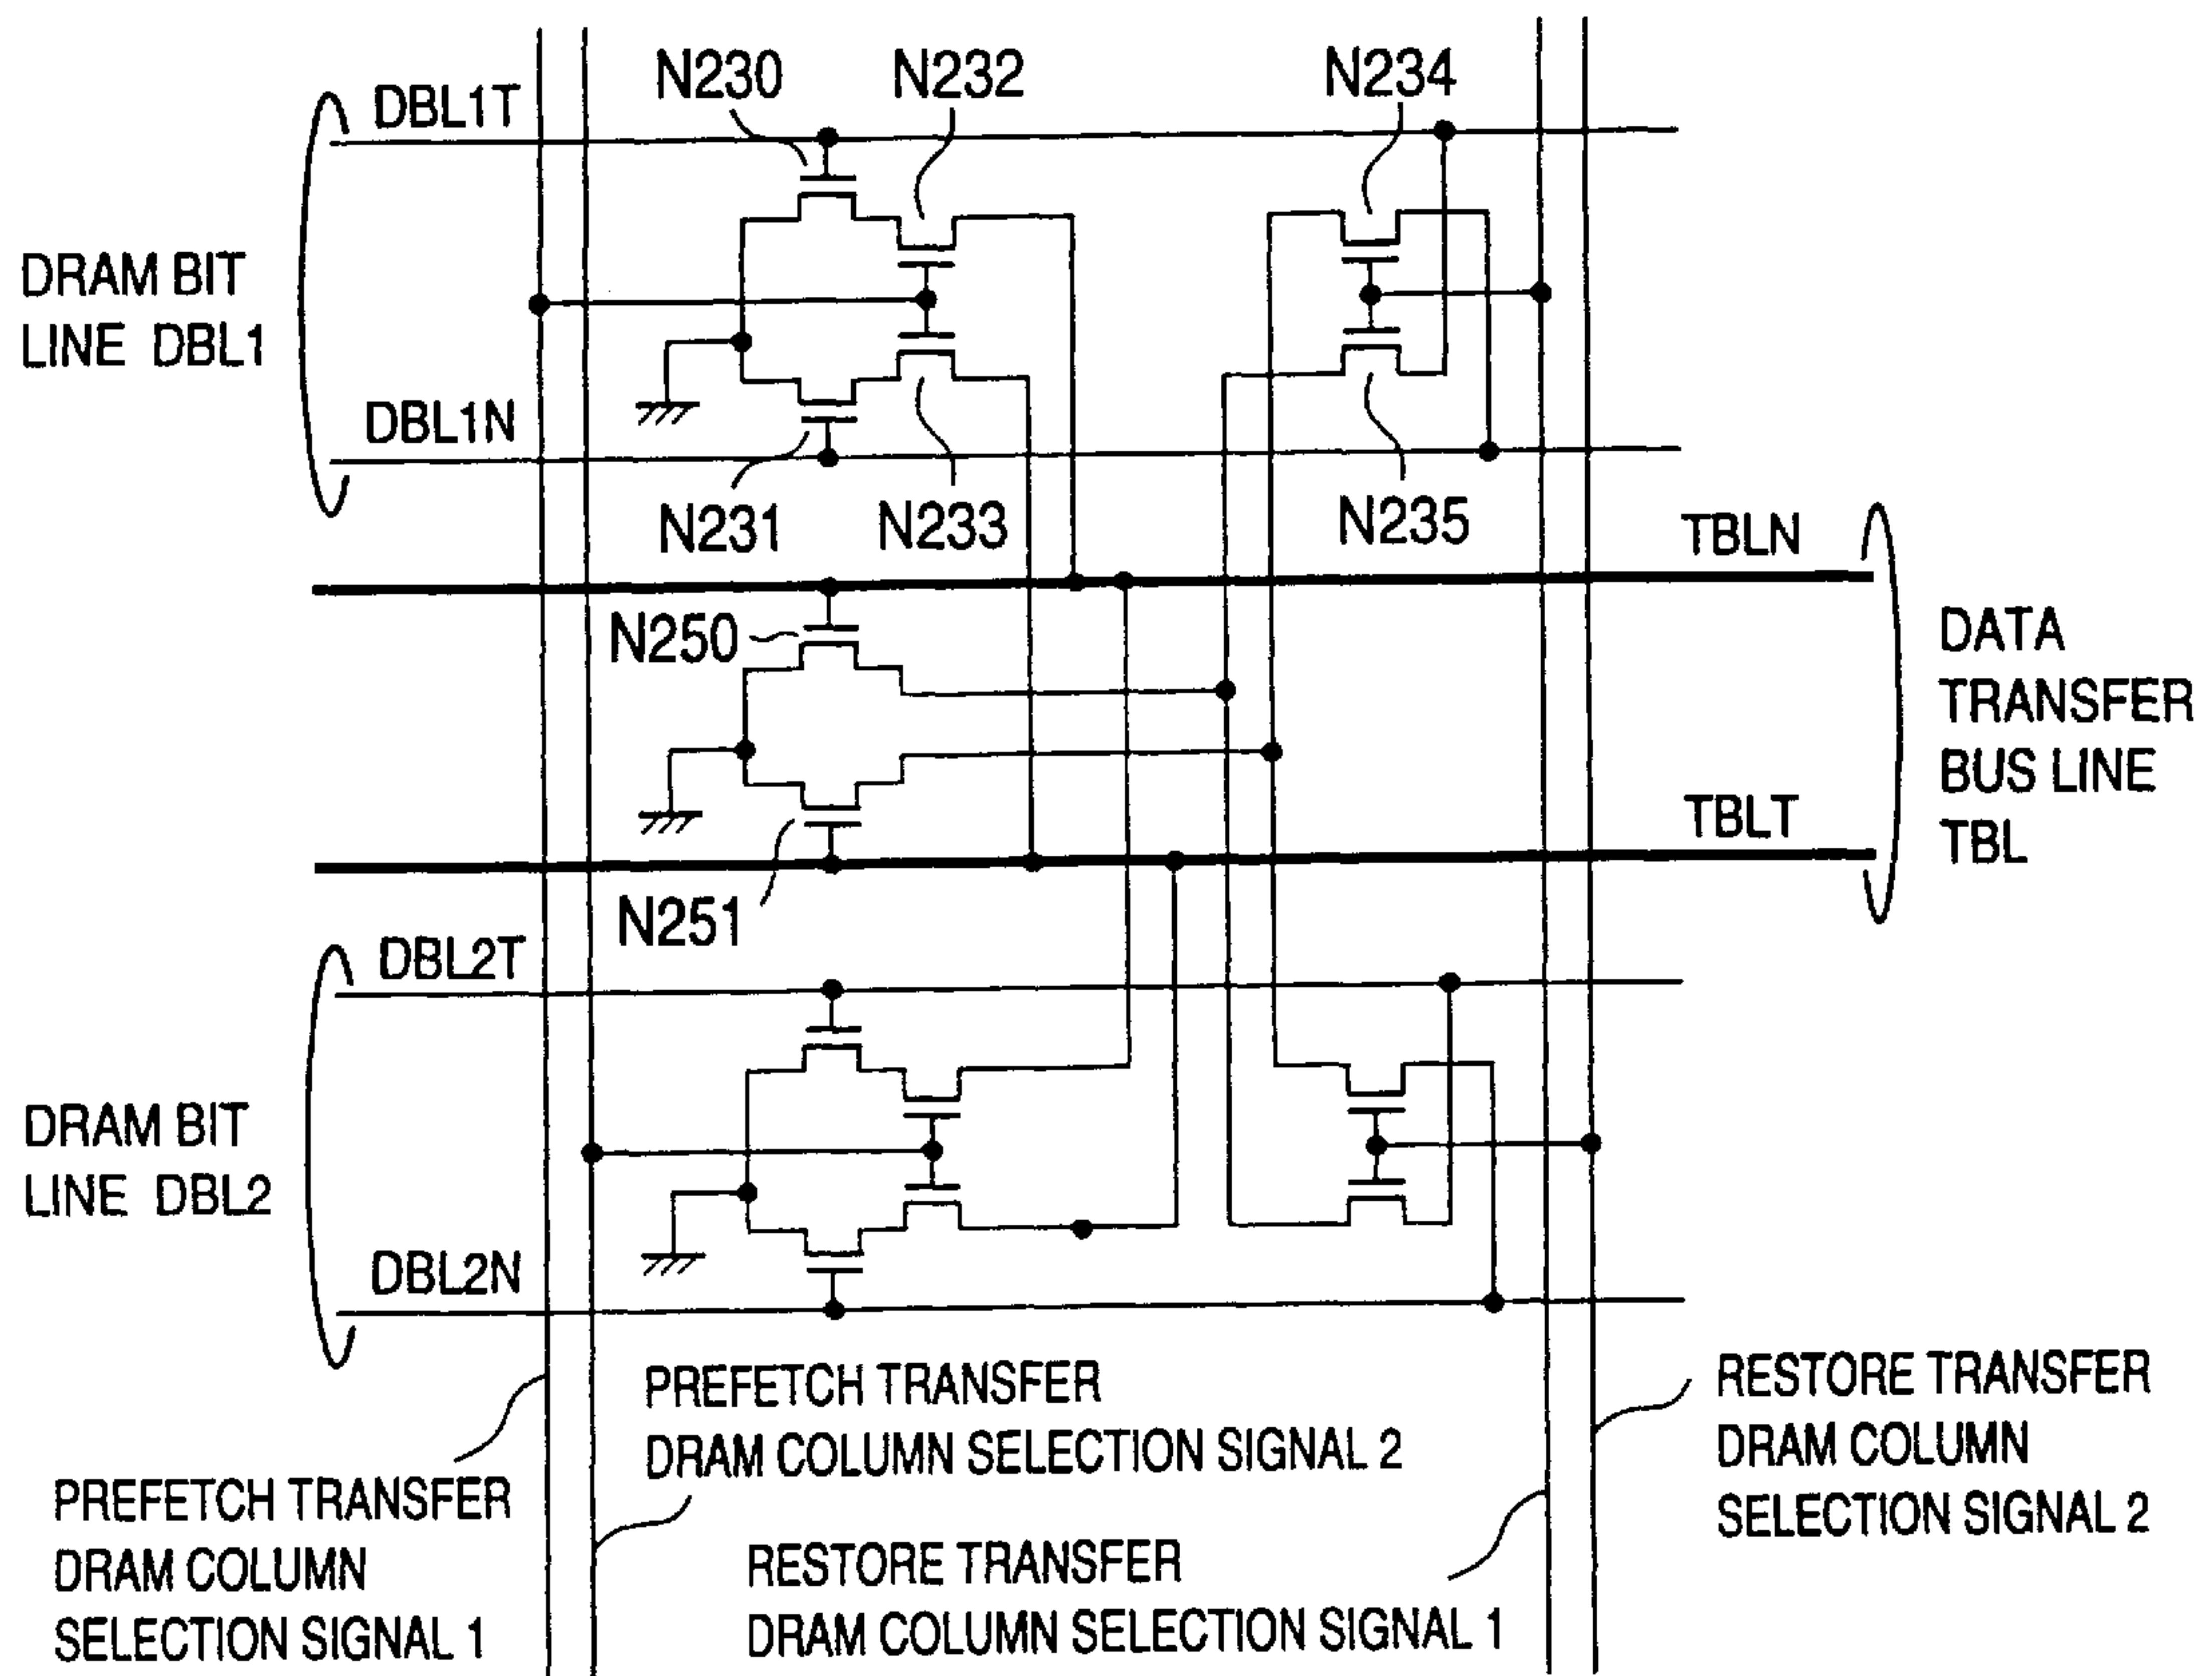 N230
N232
N234
DBL1T
DRAM BIT
LINE DBL1
DBL1N
N231
N233
N235
TBLN
N250
DATA
TRANSFER
BUS LINE
TBL
TBLT
N251
DBL2T
DRAM BIT
LINE DBL2
DBL2N
PREFETCH TRANSFER
DRAM COLUMN SELECTION SIGNAL 2
RESTORE TRANSFER
DRAM COLUMN
SELECTION SIGNAL 2
PREFETCH TRANSFER
DRAM COLUMN
SELECTION SIGNAL 1
RESTORE TRANSFER
DRAM COLUMN SELECTION SIGNAL 1